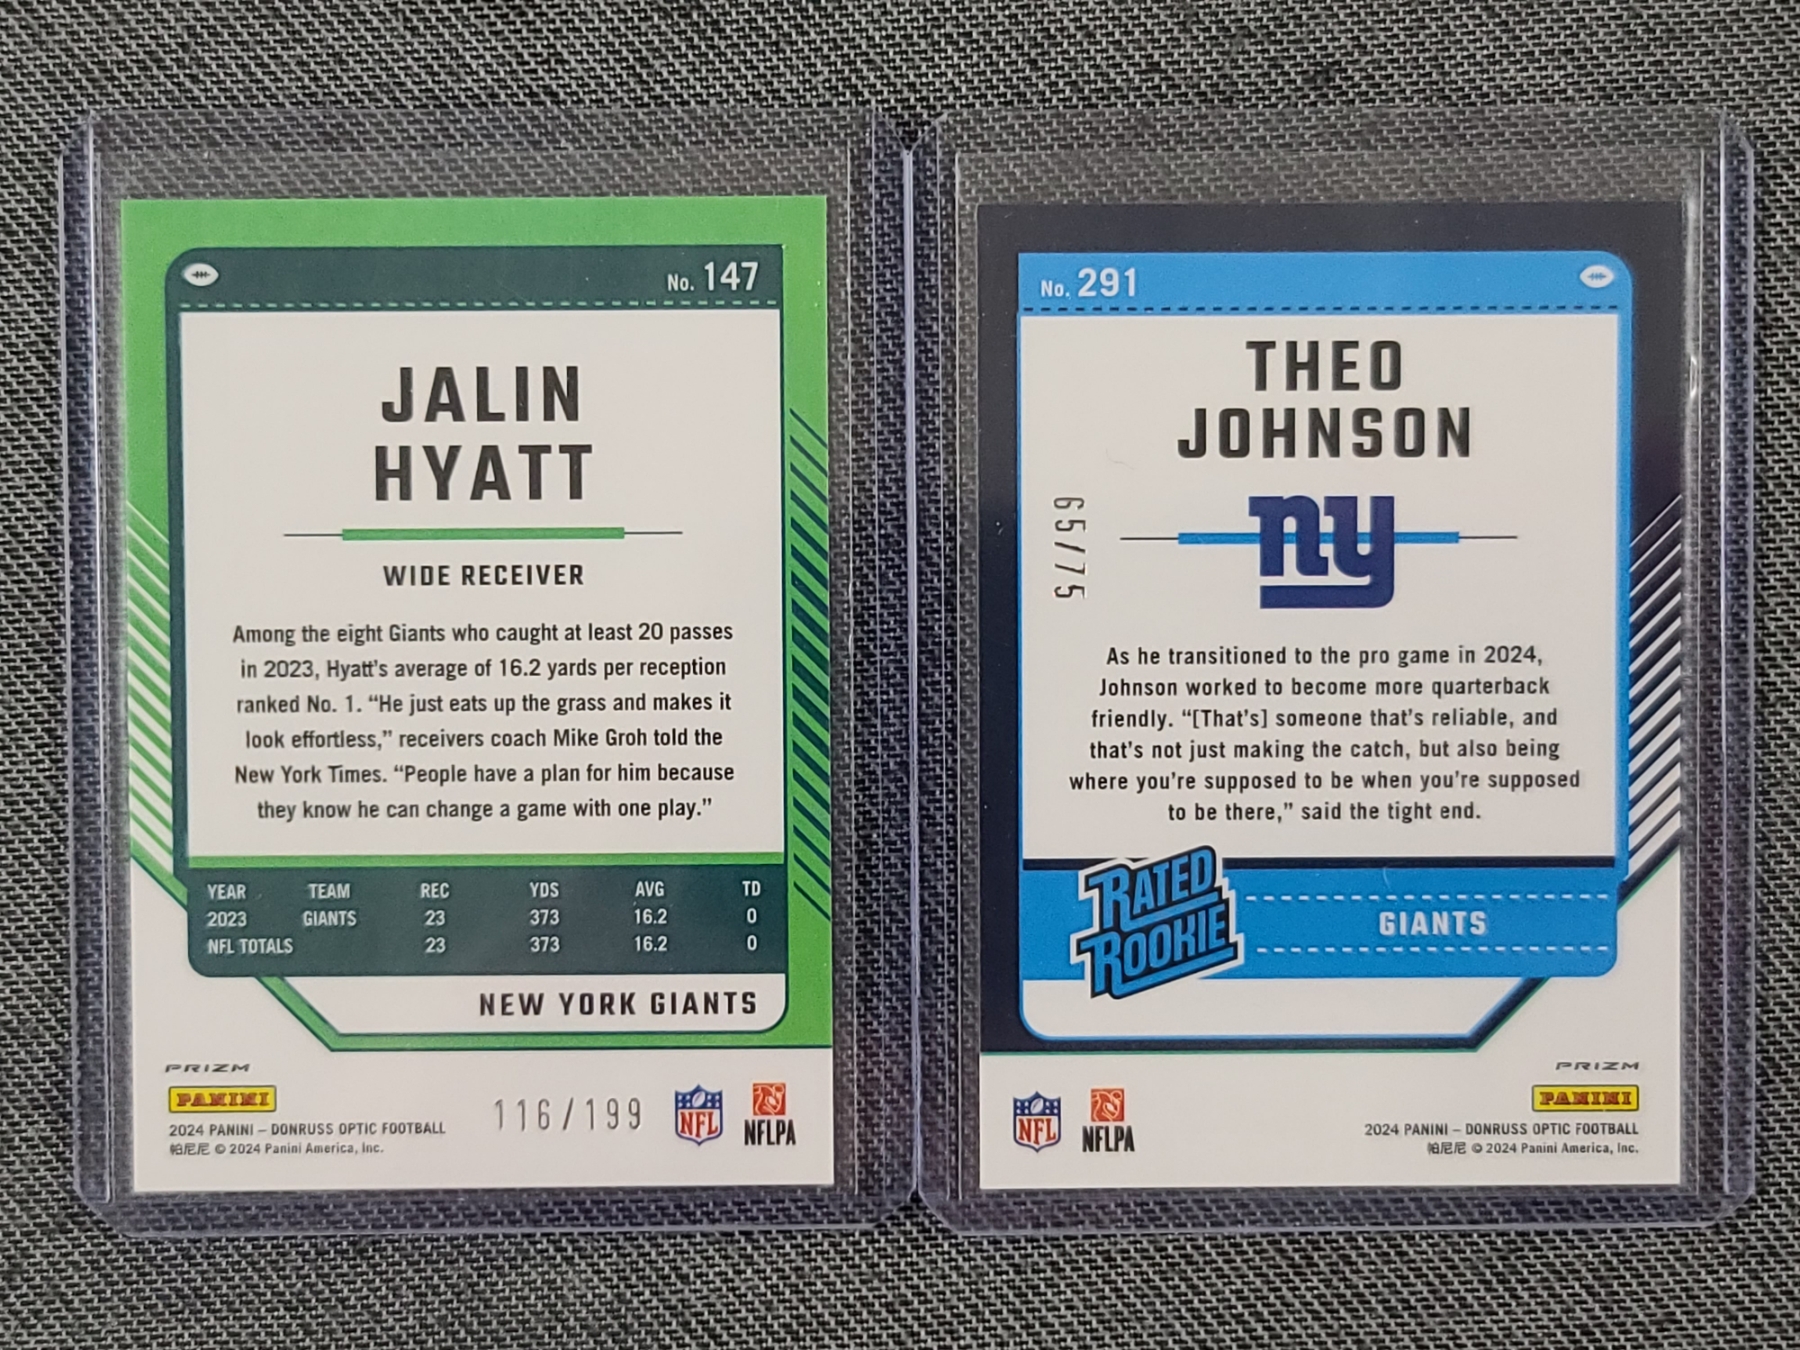 No. 147
JALIN
HYATT
WIDE RECEIVER
Among the eight Giants who caught at least 20 passes
in 2023, Hyatt's average of 16.2 yards per reception
ranked No. 1. “He just eats up the grass and makes it
look effortless,” receivers coach Mike Groh told the
New York Times. “People have a plan for him because
they know he can change a game with one play.”
YEAR TEAM REC YDS AVG TD
2023 GIANTS 23 373 16.2 0
NFL TOTALS 23 373 16.2 0
NEW YORK GIANTS
PRIZM
PANINI
2024 PANINI – DONRUSS OPTIC FOOTBALL
帕尼尼 © 2024 Panini America, Inc.
116/199
NFL
NFLPA
No. 291
THEO
JOHNSON
65/75
ny
As he transitioned to the pro game in 2024,
Johnson worked to become more quarterback
friendly. “[That's] someone that's reliable, and
that's not just making the catch, but also being
where you're supposed to be when you're supposed
to be there,” said the tight end.
RATED
ROOKIE
GIANTS
NFL
NFLPA
PRIZM
PANINI
2024 PANINI – DONRUSS OPTIC FOOTBALL
帕尼尼 © 2024 Panini America, Inc.